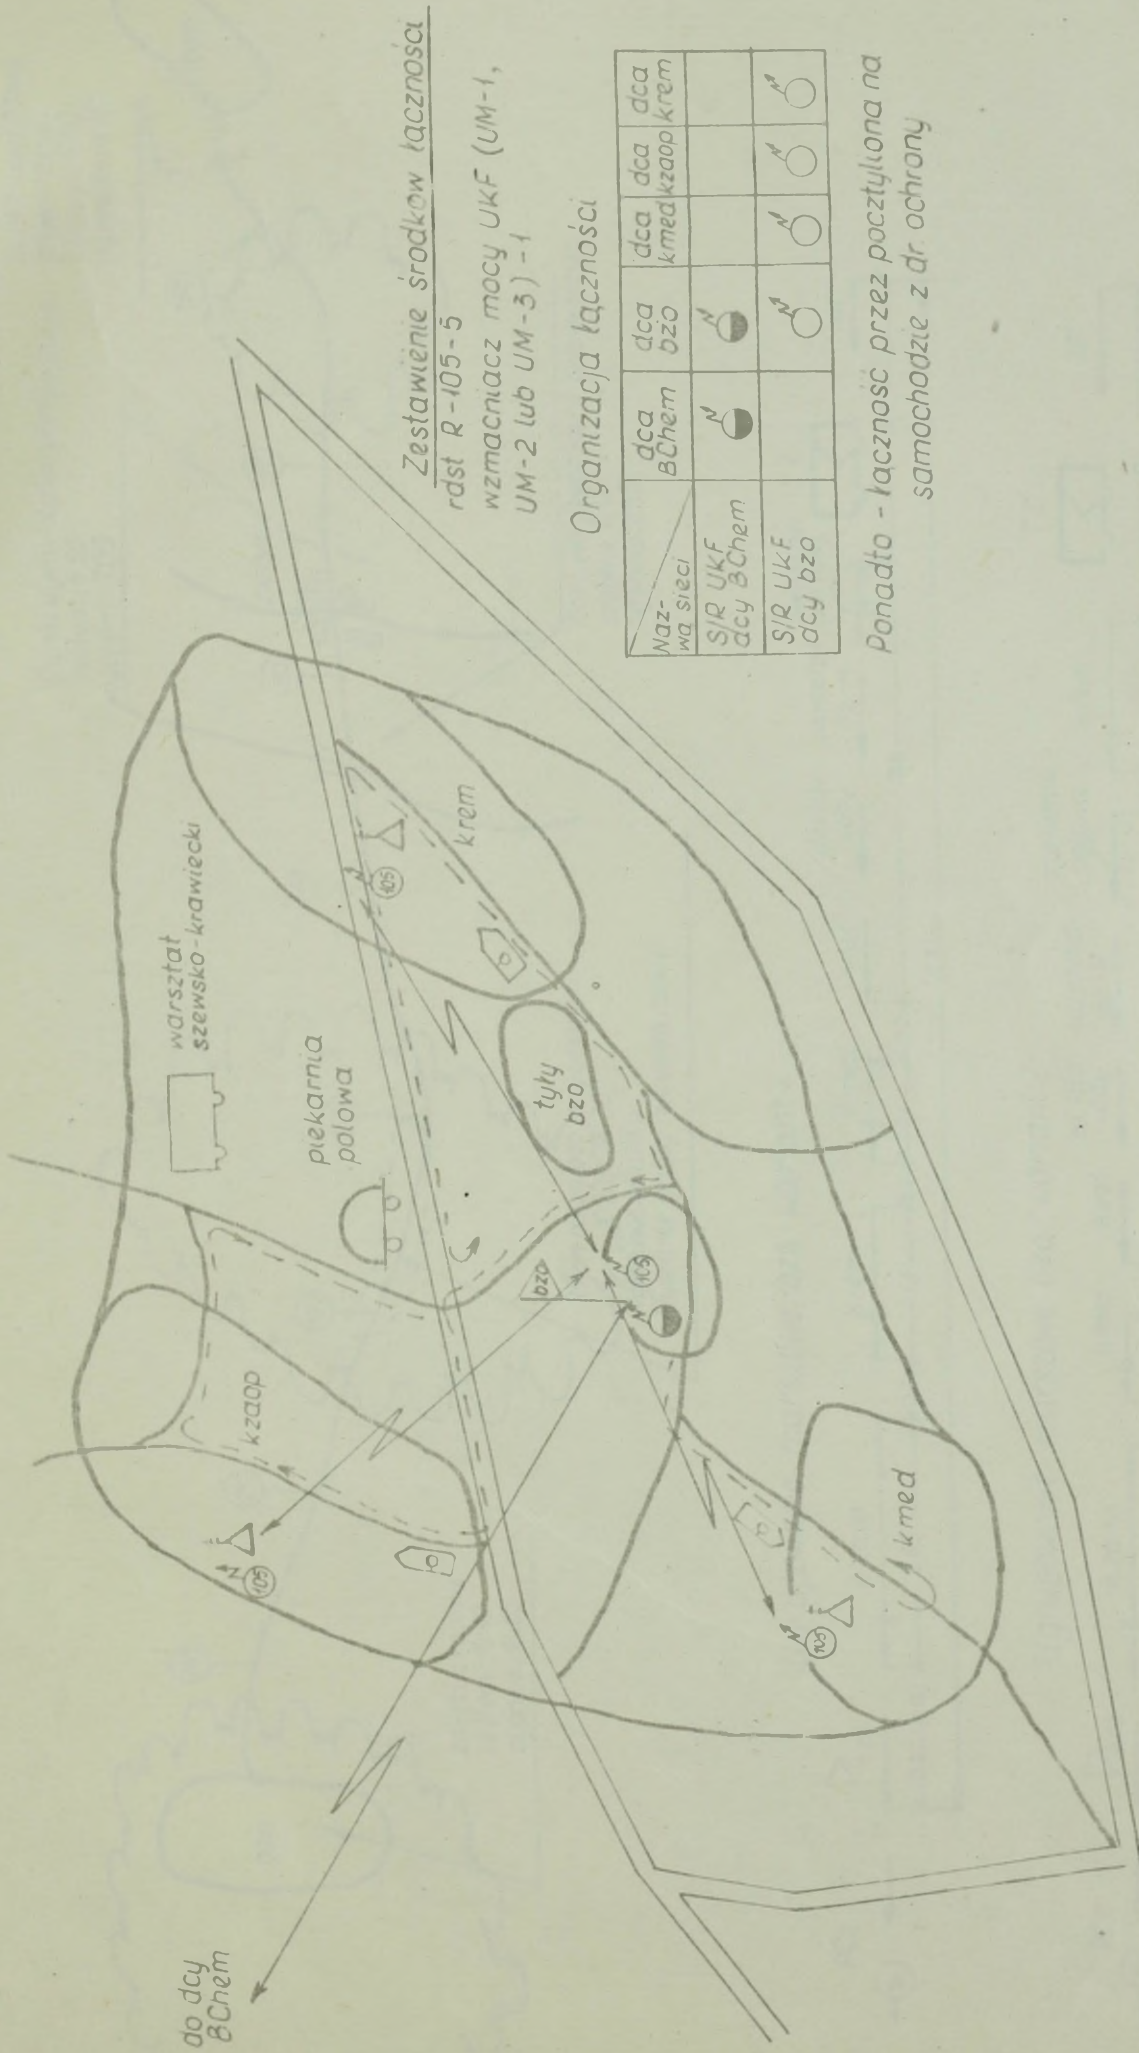 do dcy
BChem
105
kzaop
warsztat
szewsko-krawiecki
piekarnia
polowa
105
krem
bzo
tyły
bzo
105
105
kmed
Zestawienie środkow łączności
rdst R-105-5
wzmacniacz mocy UKF (UM-1,
UM-2 lub UM-3) -1
Organizacja łączności
Naz-
wa sieci
dca
BChem
dca
bzo
dca
kmed
dca
kzaop
dca
krem
S/R UKF
dcy BChem
S/R UKF
dcy bzo
Ponadto - łączność przez pocztyliona na
samochodzie z dr. ochrony